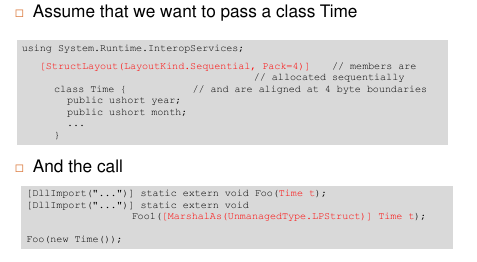 Assume that we want to pass a class Time
using System.Runtime.InteropServices;
[StructLayout(LayoutKind.Sequential, Pack=4)] // members are
// allocated sequentially
class Time { // and are aligned at 4 byte boundaries
public ushort year;
public ushort month;
...
}
And the call
[DllImport("...")] static extern void Foo(Time t);
[DllImport("...")] static extern void
Foo1([MarshalAs(UnmanagedType.LPStruct)] Time t);
Foo(new Time());